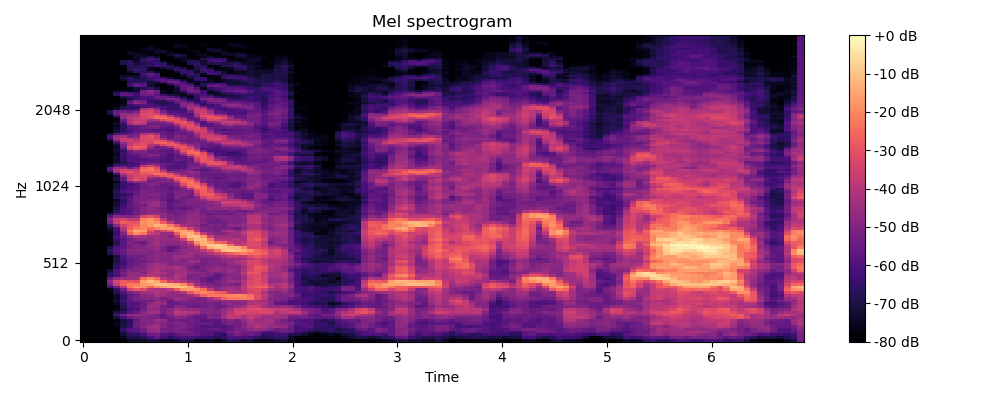 Mel spectrogram
+0 dB
2048
-10 dB
-20 dB
-30 dB
Hz
1024
-40 dB
-50 dB
512
-60 dB
-70 dB
0
-80 dB
0 1 2 3 4 5 6
Time